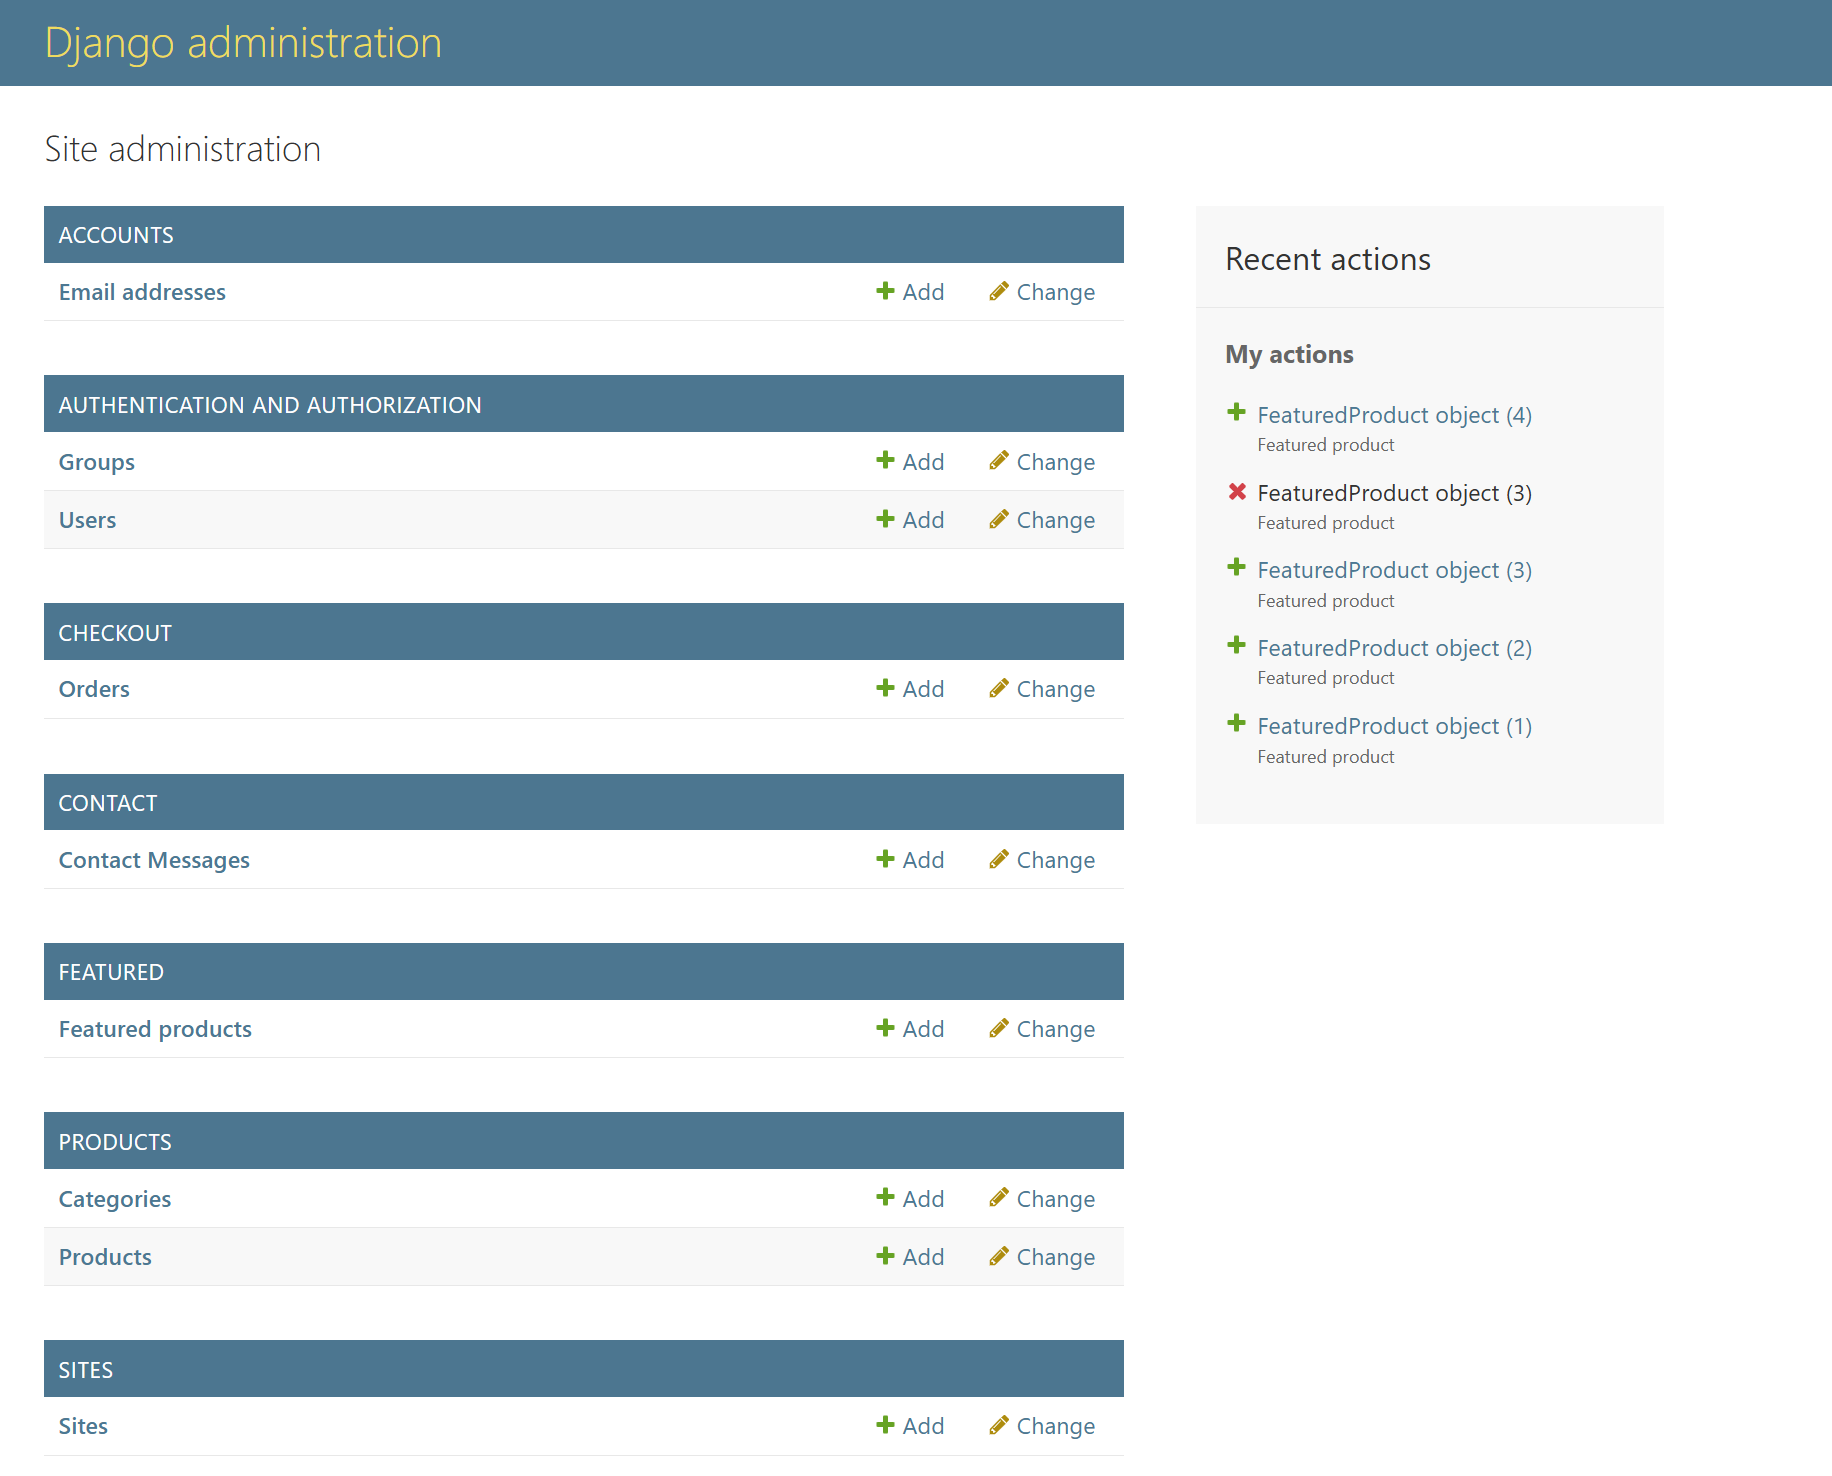 Django administration
Site administration
ACCOUNTS
Email addresses Add Change
AUTHENTICATION AND AUTHORIZATION
Groups Add Change
Users Add Change
CHECKOUT
Orders Add Change
CONTACT
Contact Messages Add Change
FEATURED
Featured products Add Change
PRODUCTS
Categories Add Change
Products Add Change
SITES
Sites Add Change
Recent actions
My actions
FeaturedProduct object (4)
Featured product
FeaturedProduct object (3)
Featured product
FeaturedProduct object (3)
Featured product
FeaturedProduct object (2)
Featured product
FeaturedProduct object (1)
Featured product